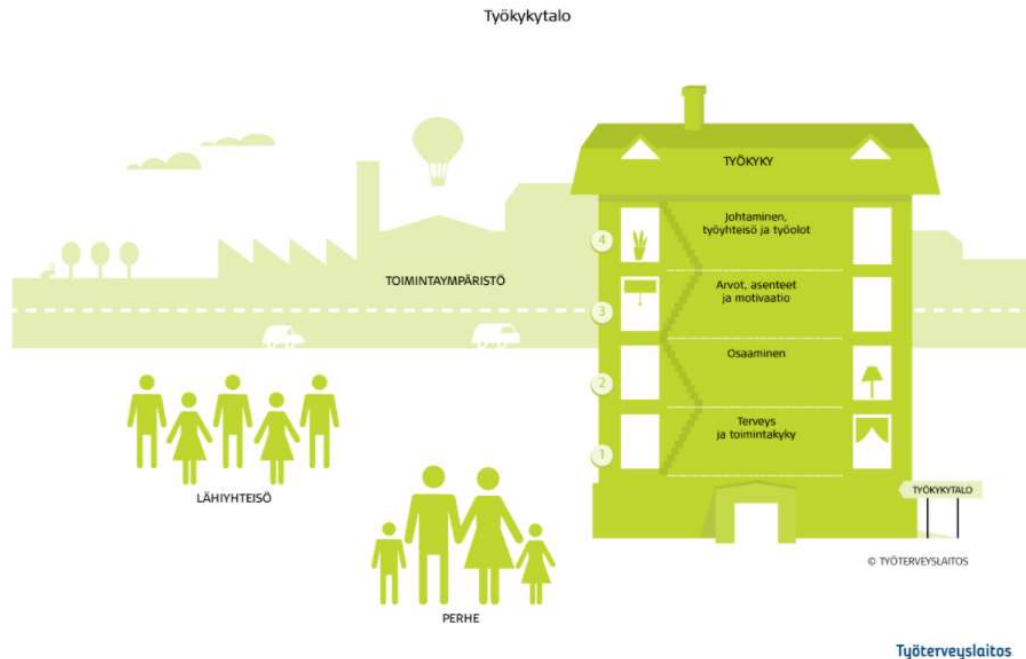 Työkykytalo
TYÖKYKY
4
Johtaminen,
työyhteisö ja työolot
TOIMINTAYMPÄRISTÖ
3
Arvot, asenteet
ja motivaatio
2
Osaaminen
1
Terveys
ja toimintakyky
LÄHIYHTEISÖ
PERHE
TYÖKYKYTALO
© TYÖTERVEYSLAITOS
Työterveyslaitos